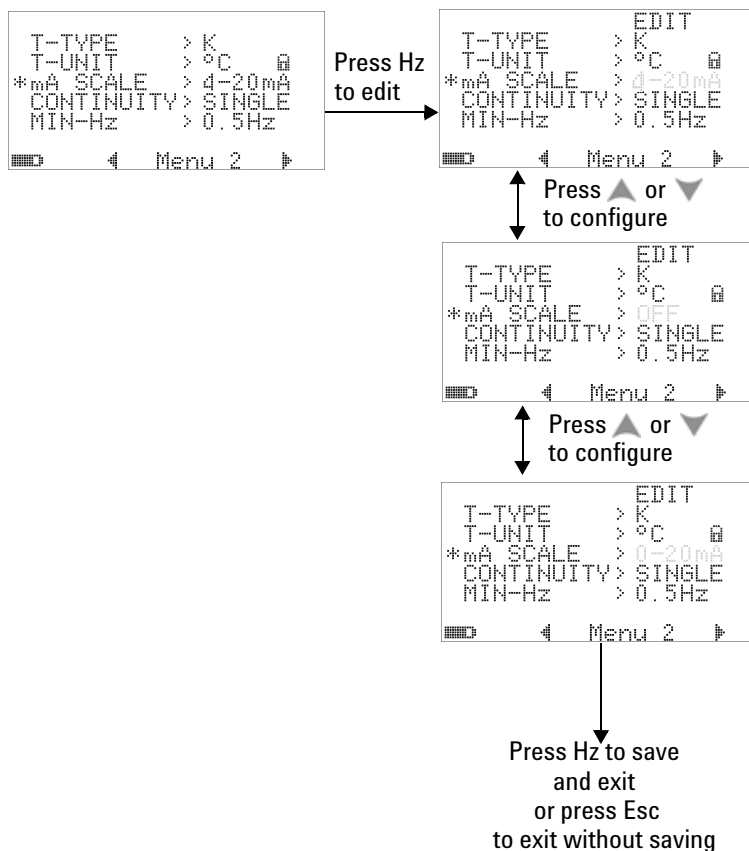 T-TYPE > K
T-UNIT > °C
*mA SCALE > 4-20mA
CONTINUITY> SINGLE
MIN-Hz > 0.5Hz
Menu 2
Press Hz
to edit
EDIT
T-TYPE > K
T-UNIT > °C
*mA SCALE > 4-20mA
CONTINUITY> SINGLE
MIN-Hz > 0.5Hz
Menu 2
Press ▲ or ▼
to configure
EDIT
T-TYPE > K
T-UNIT > °C
*mA SCALE > OFF
CONTINUITY> SINGLE
MIN-Hz > 0.5Hz
Menu 2
Press ▲ or ▼
to configure
EDIT
T-TYPE > K
T-UNIT > °C
*mA SCALE > 0-20mA
CONTINUITY> SINGLE
MIN-Hz > 0.5Hz
Menu 2
Press Hz to save
and exit
or press Esc
to exit without saving